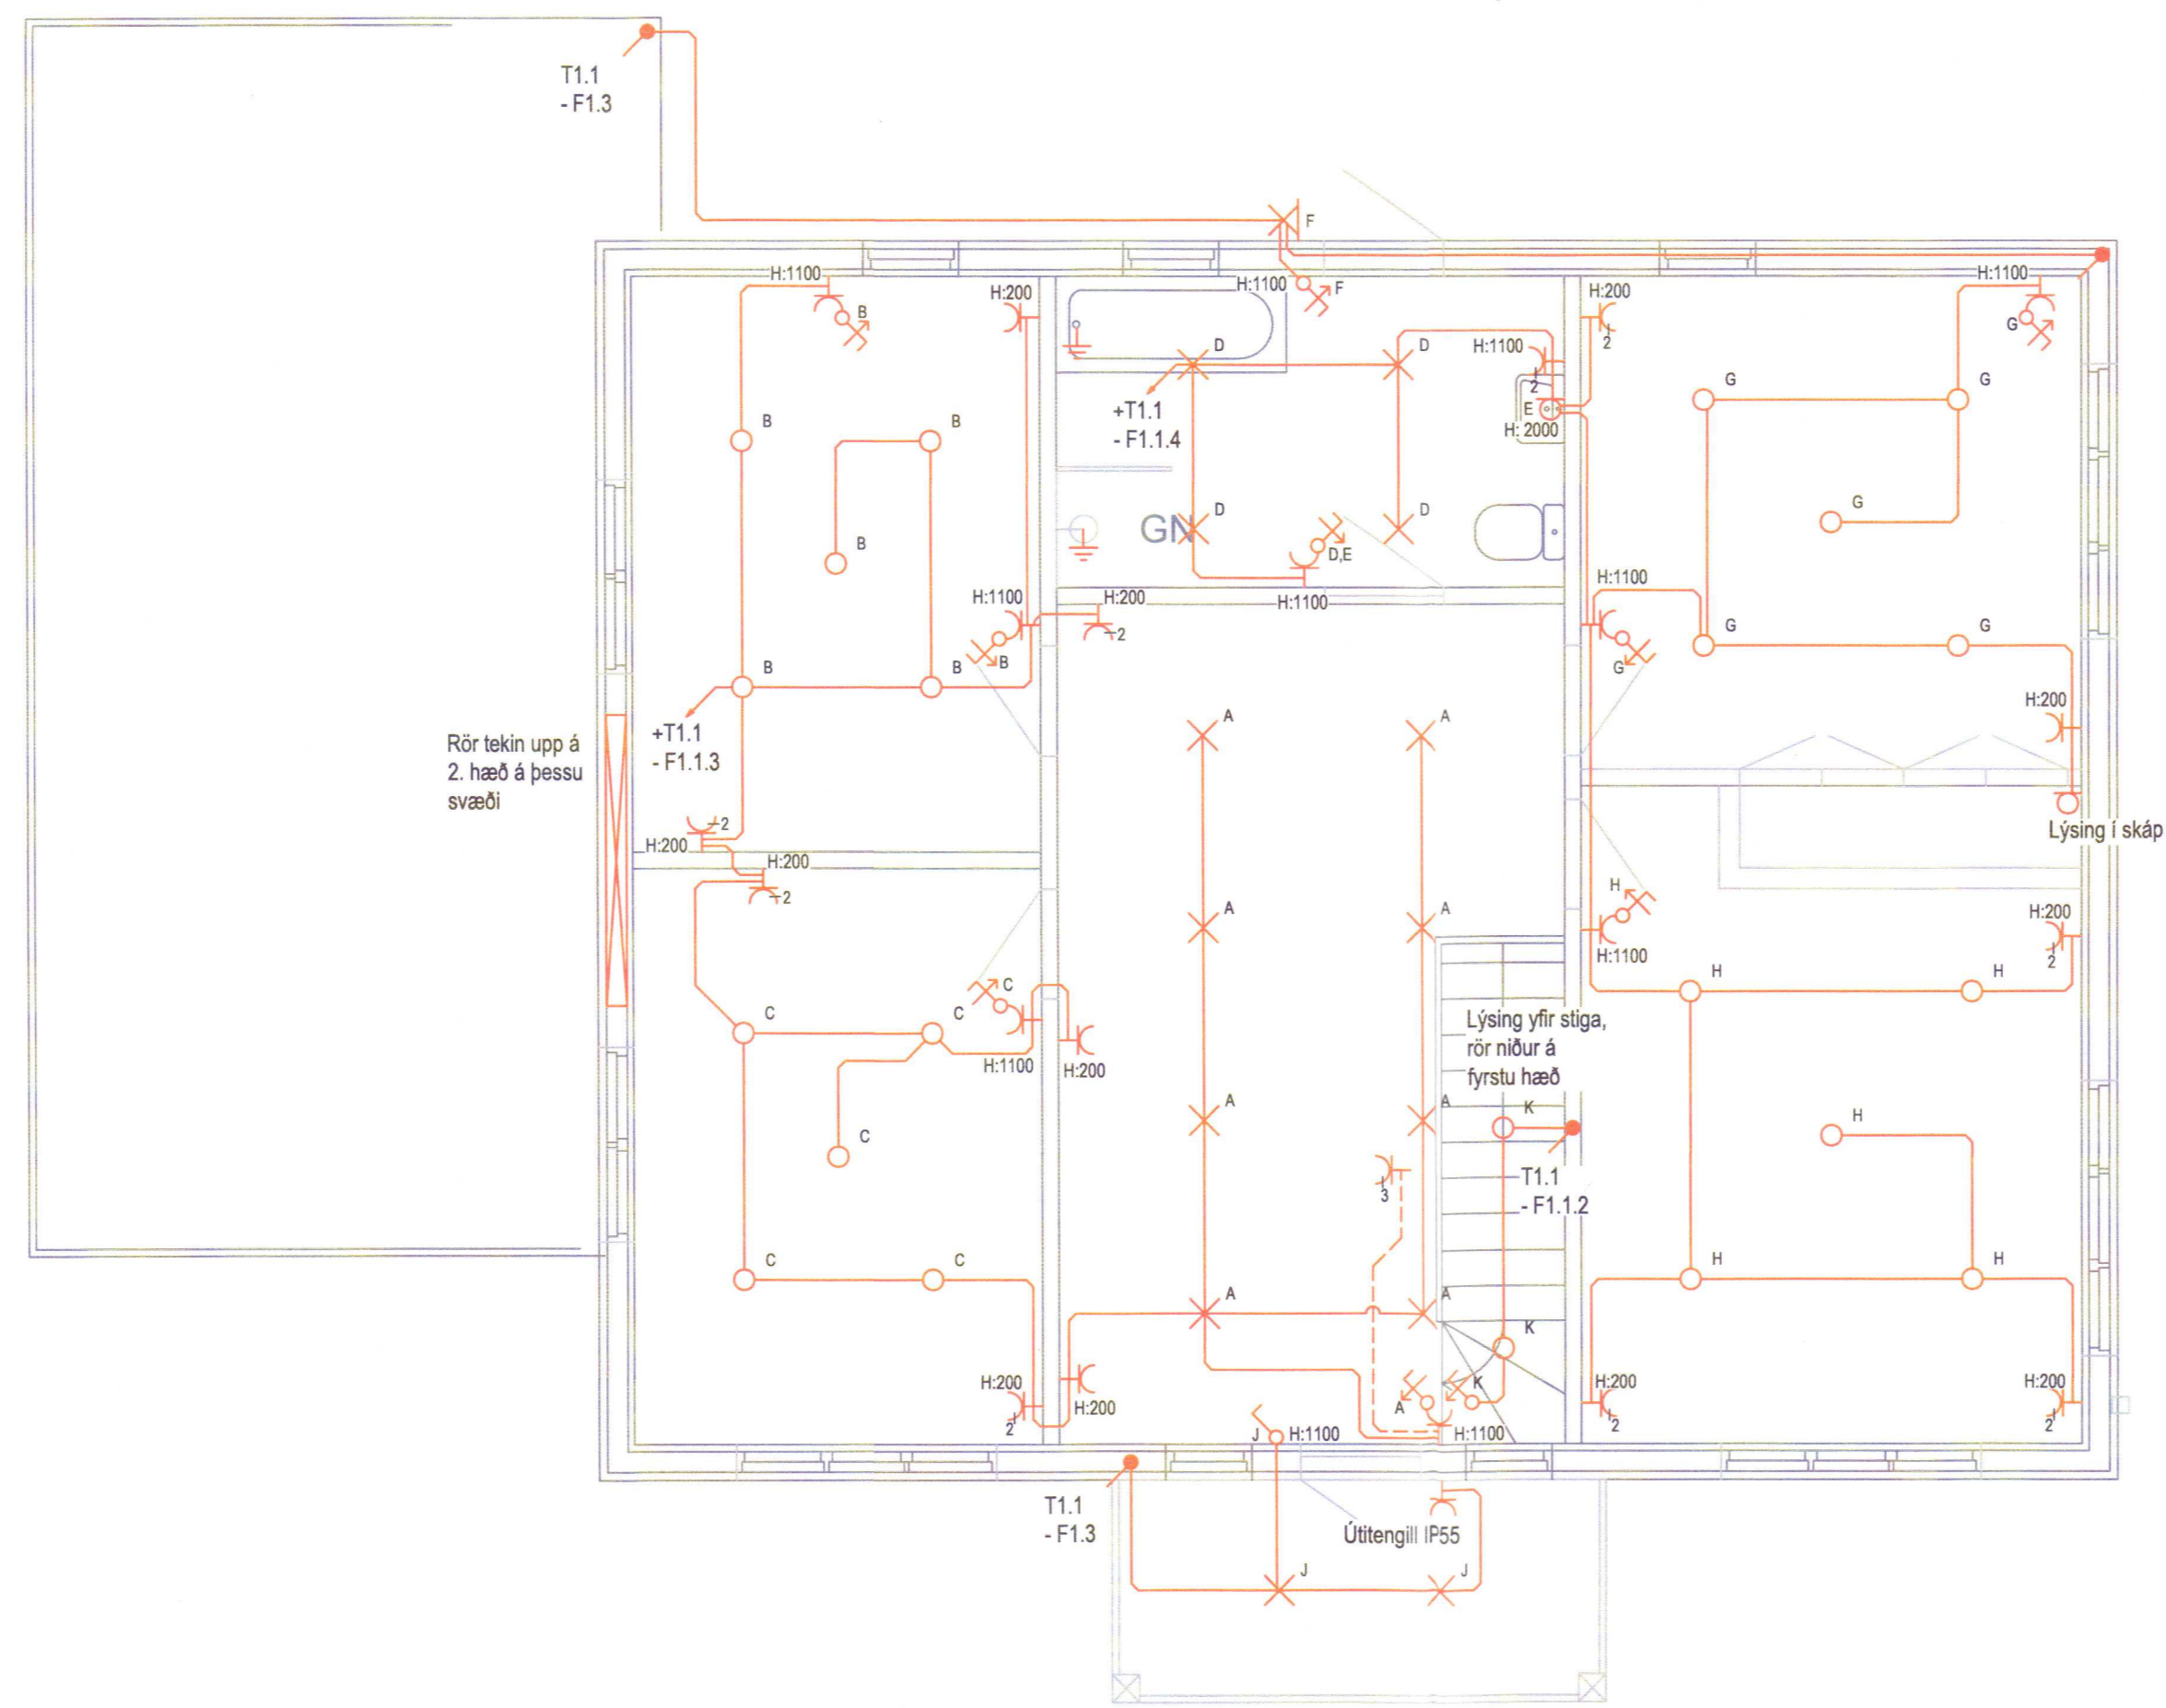 T1.1
- F1.3
F
H:1100
H:200
H:1100
F
H:200
H:1100
B
G
D
D
H:1100
2
2
G
G
E
H: 2000
B
B
+T1.1
- F1.1.4
G
D
D
GN
B
D,E
H:1100
H:1100
H:200
H:1100
2
G
G
B
B
B
G
H:200
+T1.1
- F1.1.3
A
A
Rör tekin upp á
2. hæð á þessu
svæði
2
H:200
H:200
2
Lýsing í skáp
H
H:200
A
A
H:1100
2
C
H
H
C
C
Lýsing yfir stiga,
rör niður á
fyrstu hæð
H:1100
H:200
A
A
K
H
C
3
T1.1
- F1.1.2
C
C
H
H
A
A
K
H:200
2
H:200
A
K
H:200
2
H:200
2
J
H:1100
H:1100
T1.1
- F1.3
Útitengill IP55
J
J